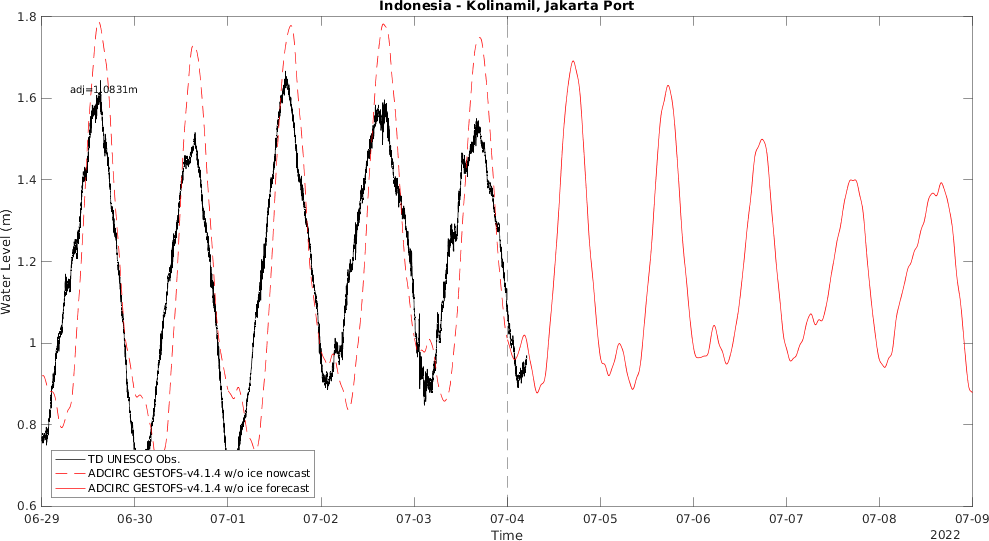 Indonesia - Kolinamil, Jakarta Port
1.8
1.6
1.4
1.2
1
0.8
0.6
Water Level (m)
adj=1.0831m
TD UNESCO Obs.
ADCIRC GESTOFS-v4.1.4 w/o ice nowcast
ADCIRC GESTOFS-v4.1.4 w/o ice forecast
06-29 06-30 07-01 07-02 07-03 07-04 07-05 07-06 07-07 07-08 07-09
Time
2022